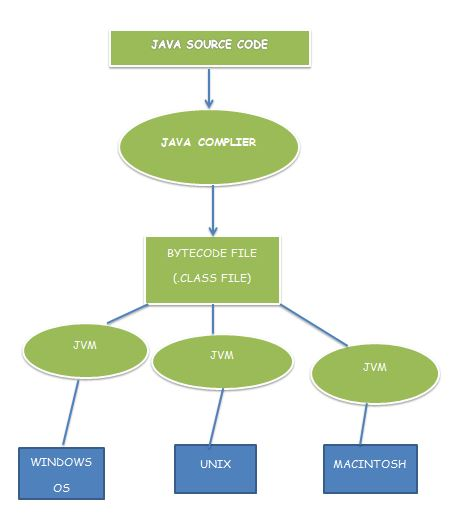 JAVA SOURCE CODE
JAVA COMPLIER
BYTECODE FILE
(.CLASS FILE)
JVM
JVM
JVM
WINDOWS
OS
UNIX
MACINTOSH